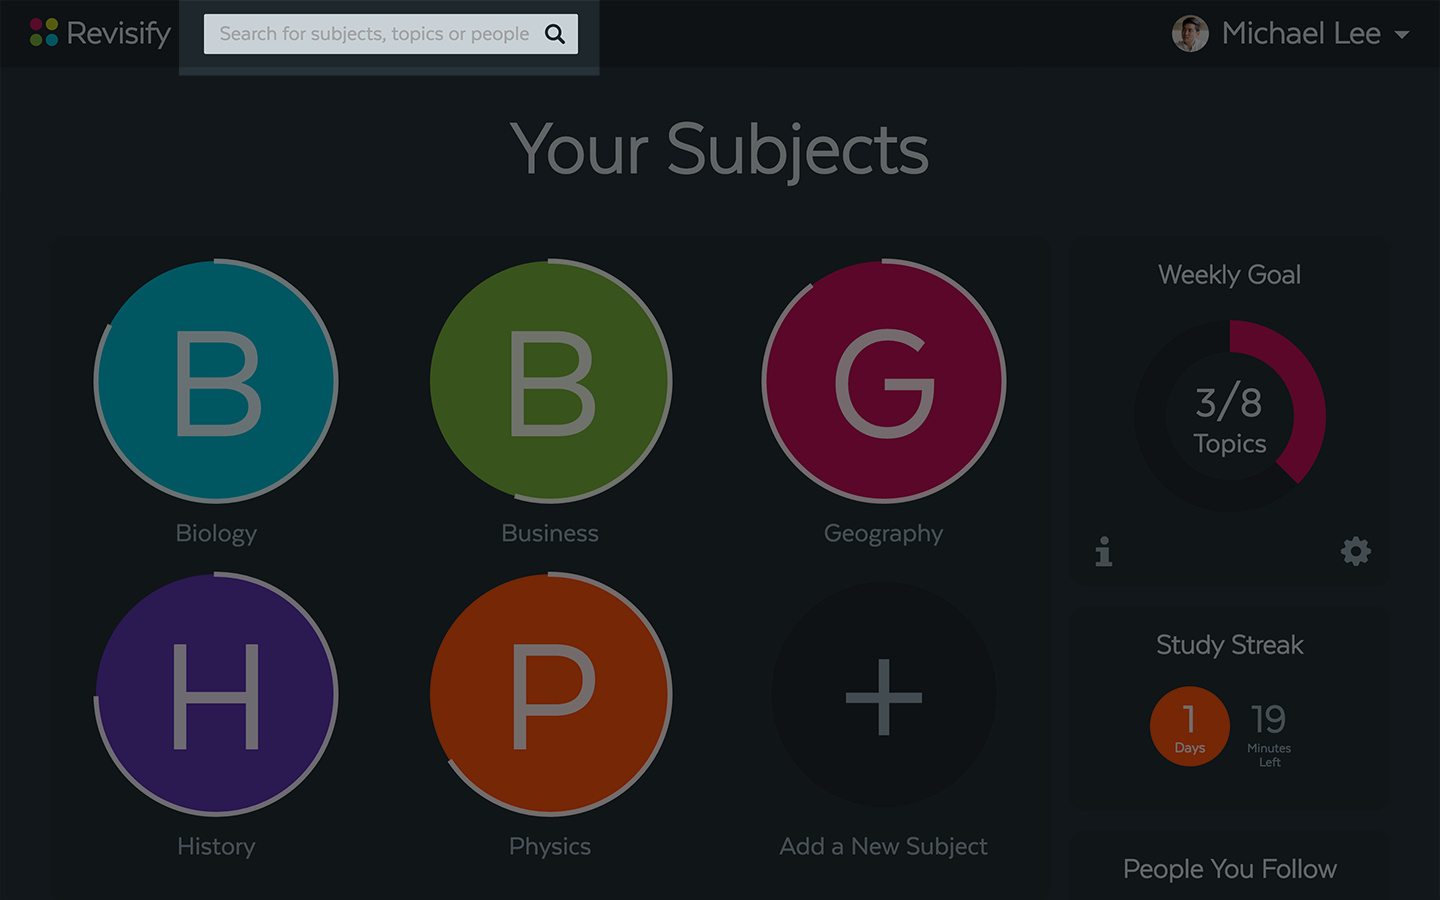 Revisify
Search for subjects, topics or people
Michael Lee
Your Subjects
B
Biology
B
Business
G
Geography
H
History
P
Physics
+
Add a New Subject
Weekly Goal
3/8
Topics
i
Study Streak
1
Days
19
Minutes
Left
People You Follow